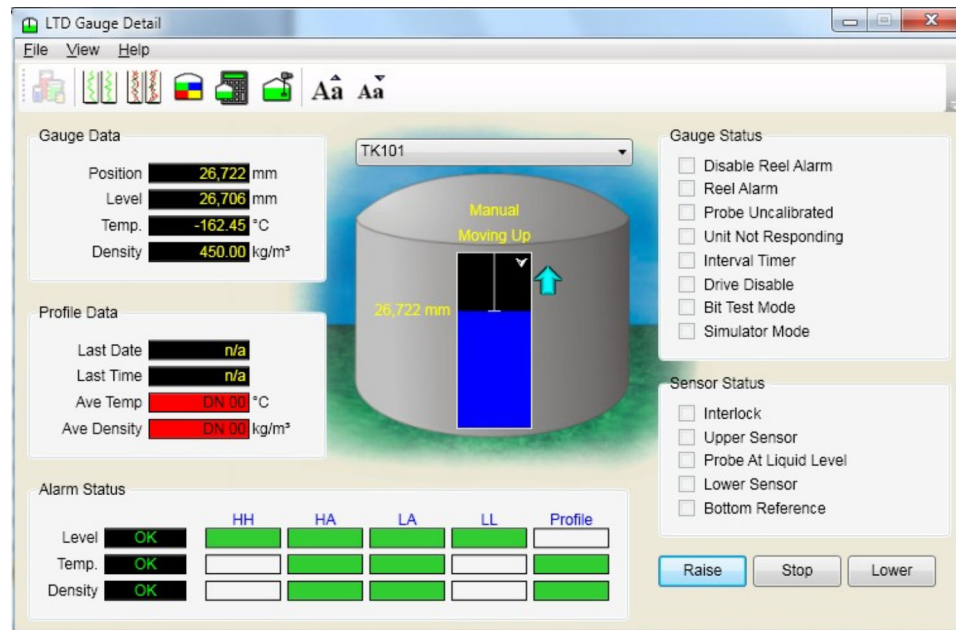 LTD Gauge Detail
File View Help
Aâ Aǎ
Gauge Data
Position 26,722 mm
Level 26,706 mm
Temp. -162.45 °C
Density 450.00 kg/m³
Profile Data
Last Date n/a
Last Time n/a
Ave Temp DN 00 °C
Ave Density DN 00 kg/m³
TK101
Manual
Moving Up
26,722 mm
Gauge Status
Disable Reel Alarm
Reel Alarm
Probe Uncalibrated
Unit Not Responding
Interval Timer
Drive Disable
Bit Test Mode
Simulator Mode
Sensor Status
Interlock
Upper Sensor
Probe At Liquid Level
Lower Sensor
Bottom Reference
Alarm Status
HH HA LA LL Profile
Level OK
Temp. OK
Density OK
Raise Stop Lower